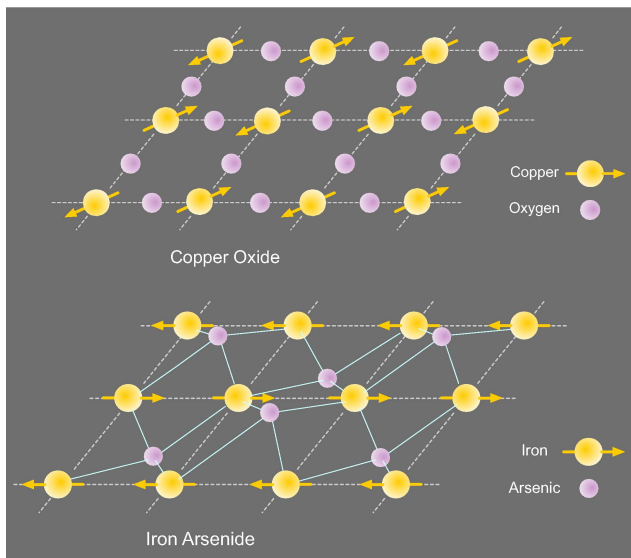 Copper
Oxygen
Copper Oxide
Iron
Arsenic
Iron Arsenide